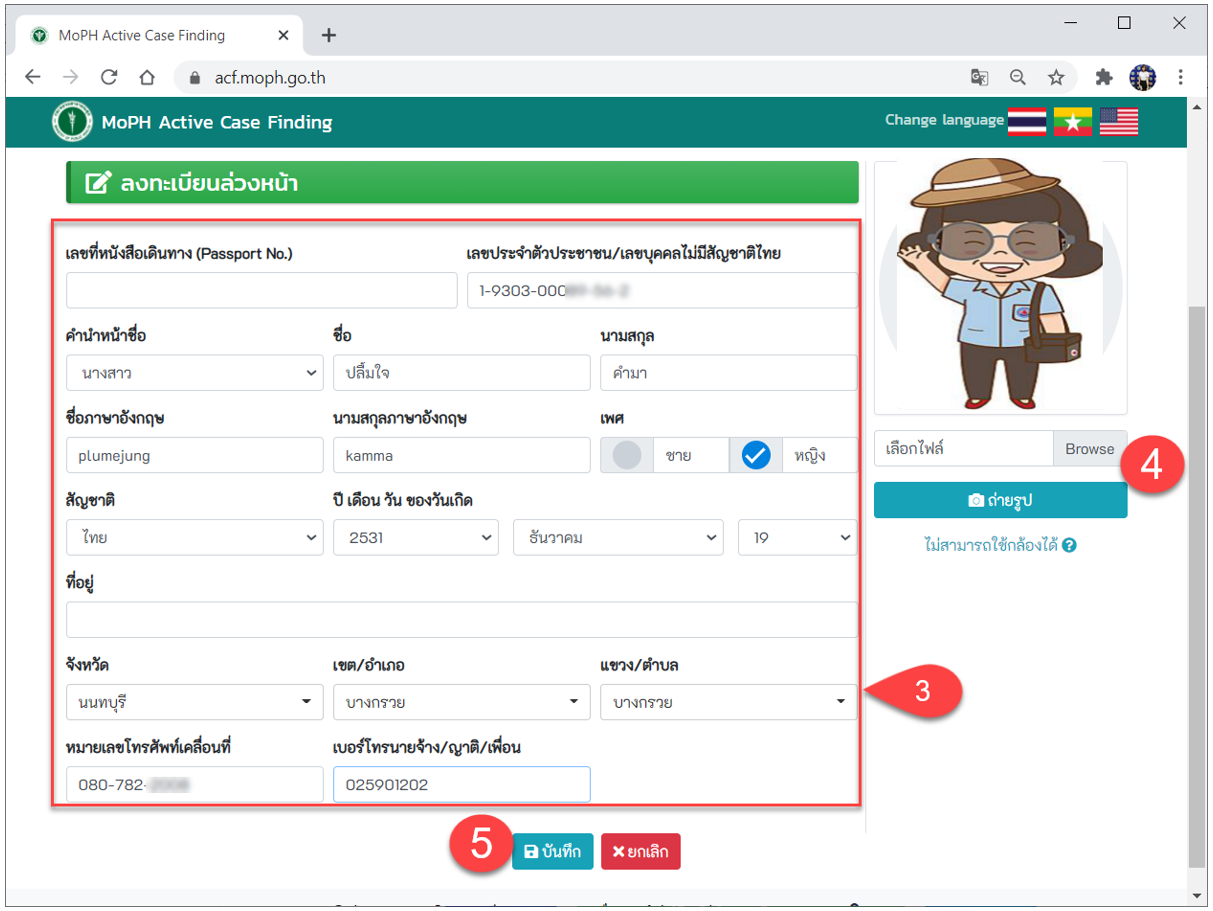 MoPH Active Case Finding
acf.moph.go.th
MoPH Active Case Finding
Change language
ลงทะเบียนล่วงหน้า
เลขที่หนังสือเดินทาง (Passport No.) เลขประจำตัวประชาชน/เลขบุคคลไม่มีสัญชาติไทย
1-9303-000
คำนำหน้าชื่อ ชื่อ นามสกุล
นางสาว ปลื้มใจ คำมา
ชื่อภาษาอังกฤษ นามสกุลภาษาอังกฤษ เพศ
plumejung kamma ชาย หญิง
เลือกไฟล์ Browse
4
สัญชาติ ปี เดือน วัน ของวันเกิด
ถ่ายรูป
ไทย 2531 ธันวาคม 19
ไม่สามารถใช้กล้องได้
ที่อยู่
จังหวัด เขต/อำเภอ แขวง/ตำบล
นนทบุรี บางกรวย บางกรวย
3
หมายเลขโทรศัพท์เคลื่อนที่ เบอร์โทรนายจ้าง/ญาติ/เพื่อน
080-782- 025901202
5 บันทึก ยกเลิก